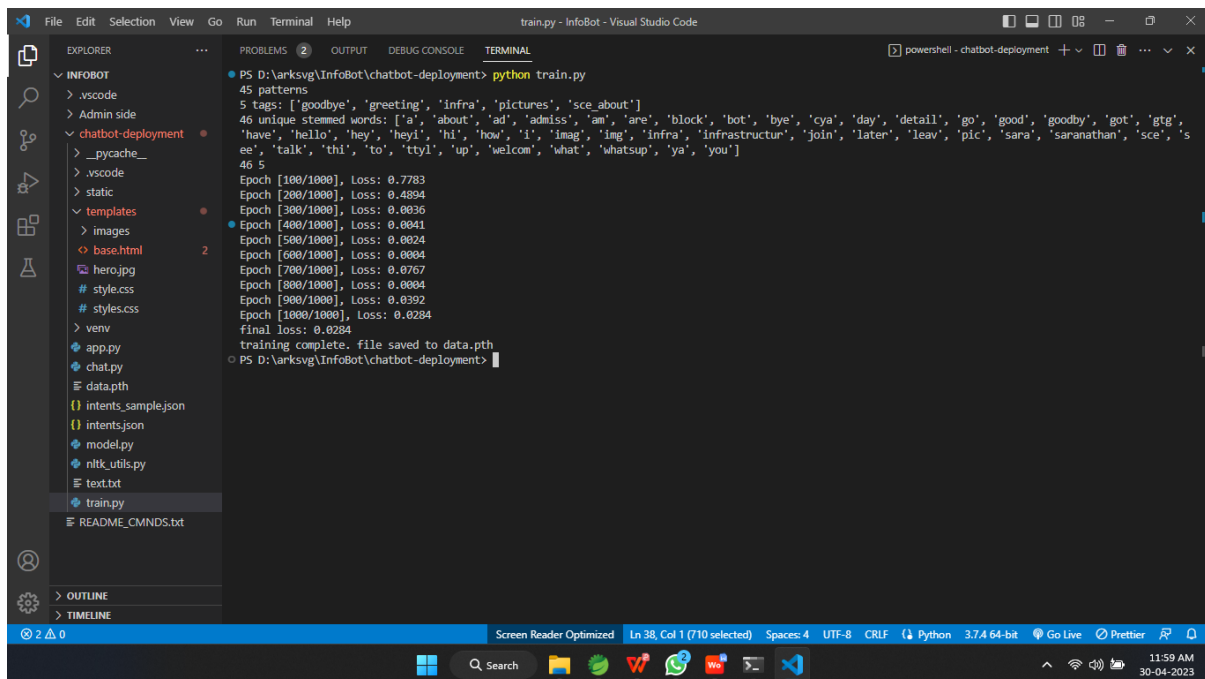 File Edit Selection View Go Run Terminal Help train.py - InfoBot - Visual Studio Code
EXPLORER
INFOBOT
.vscode
Admin side
chatbot-deployment
__pycache__
.vscode
static
templates
images
base.html 2
hero.jpg
style.css
styles.css
venv
app.py
chat.py
data.pth
intents_sample.json
intents.json
model.py
nltk_utils.py
text.txt
train.py
README_CMNDS.txt
OUTLINE
TIMELINE
PROBLEMS 2 OUTPUT DEBUG CONSOLE TERMINAL powershell - chatbot-deployment
PS D:\arksvg\InfoBot\chatbot-deployment> python train.py
45 patterns
5 tags: ['goodbye', 'greeting', 'infra', 'pictures', 'sce_about']
46 unique stemmed words: ['a', 'about', 'ad', 'admiss', 'am', 'are', 'block', 'bot', 'bye', 'cya', 'day', 'detail', 'go', 'good', 'goodby', 'got', 'gtg',
'have', 'hello', 'hey', 'heyi', 'hi', 'how', 'i', 'imag', 'img', 'infra', 'infrastructur', 'join', 'later', 'leav', 'pic', 'sara', 'saranathan', 'sce', 's
ee', 'talk', 'thi', 'to', 'ttyl', 'up', 'welcom', 'what', 'whatsup', 'ya', 'you']
46 5
Epoch [100/1000], Loss: 0.7783
Epoch [200/1000], Loss: 0.4894
Epoch [300/1000], Loss: 0.0036
Epoch [400/1000], Loss: 0.0041
Epoch [500/1000], Loss: 0.0024
Epoch [600/1000], Loss: 0.0004
Epoch [700/1000], Loss: 0.0767
Epoch [800/1000], Loss: 0.0004
Epoch [900/1000], Loss: 0.0392
Epoch [1000/1000], Loss: 0.0284
final loss: 0.0284
training complete. file saved to data.pth
PS D:\arksvg\InfoBot\chatbot-deployment>
2 0 Screen Reader Optimized Ln 38, Col 1 (710 selected) Spaces: 4 UTF-8 CRLF Python 3.7.4 64-bit Go Live Prettier
Search 2 11:59 AM
30-04-2023